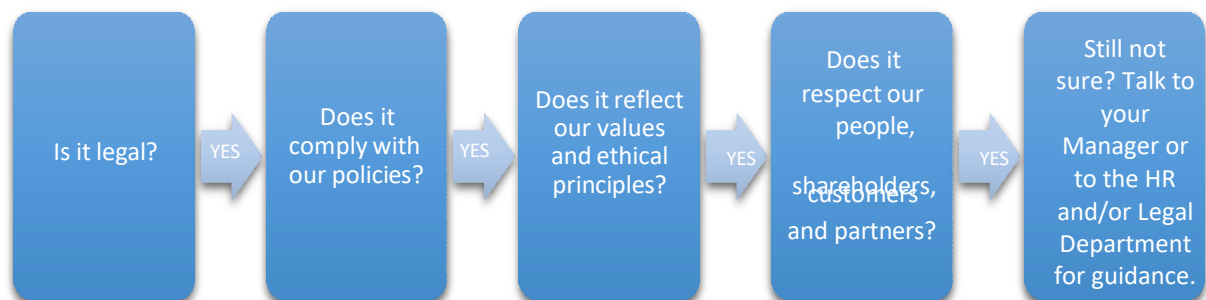 Is it legal?
YES
Does it
comply with
our policies?
YES
Does it reflect
our values
and ethical
principles?
YES
Does it
respect our
people,
shareholders,
customers
and partners?
YES
Still not
sure? Talk to
your
Manager or
to the HR
and/or Legal
Department
for guidance.